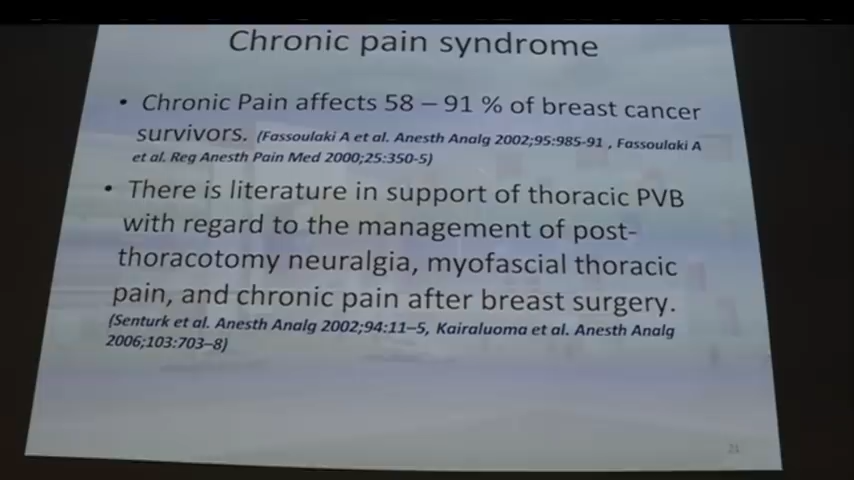 Chronic pain syndrome
• Chronic Pain affects 58 – 91 % of breast cancer
survivors. (Fassoulaki A et al. Anesth Analg 2002;95:985-91 , Fassoulaki A
et al. Reg Anesth Pain Med 2000;25:350-5)
• There is literature in support of thoracic PVB
with regard to the management of post-
thoracotomy neuralgia, myofascial thoracic
pain, and chronic pain after breast surgery.
(Senturk et al. Anesth Analg 2002;94:11–5, Kairaluoma et al. Anesth Analg
2006;103:703–8)